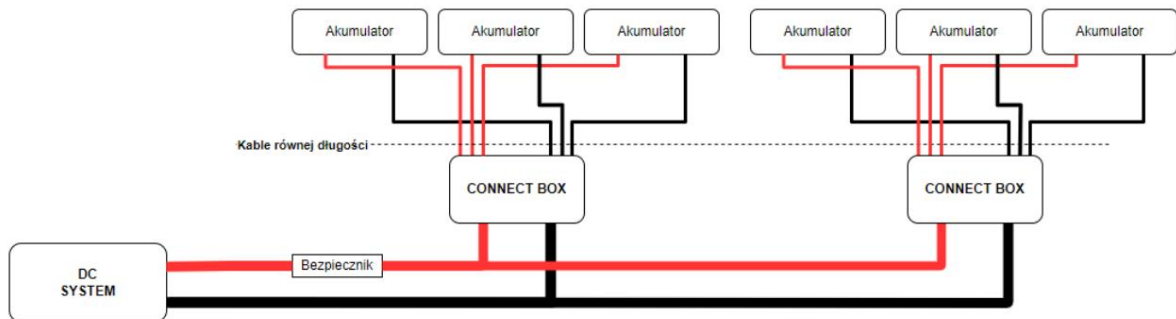 Akumulator
Akumulator
Akumulator
Akumulator
Akumulator
Akumulator
Kable równej długości
CONNECT BOX
CONNECT BOX
DC
SYSTEM
Bezpiecznik